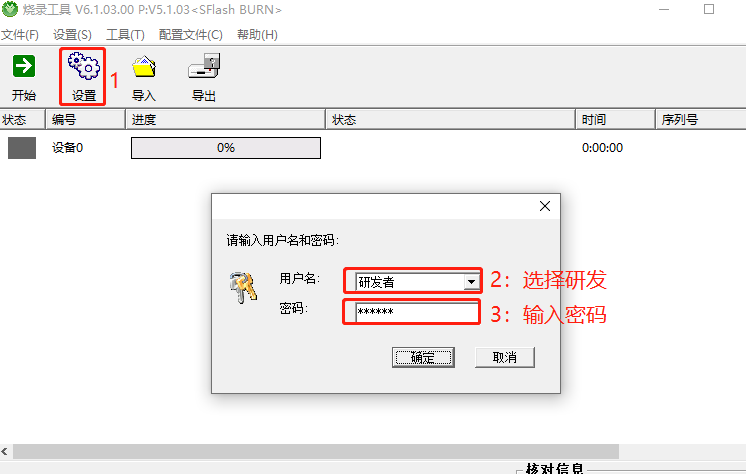 烧录工具 V6.1.03.00 P:V5.1.03<SFlash BURN>
文件(F) 设置(S) 工具(T) 配置文件(C) 帮助(H)
开始 设置 1 导入 导出
状态 编号 进度 状态 时间 序列号
设备0 0% 0:00:00
请输入用户名和密码:
用户名: 研发者 2：选择研发
密码: ****** 3：输入密码
确定 取消
核对信息